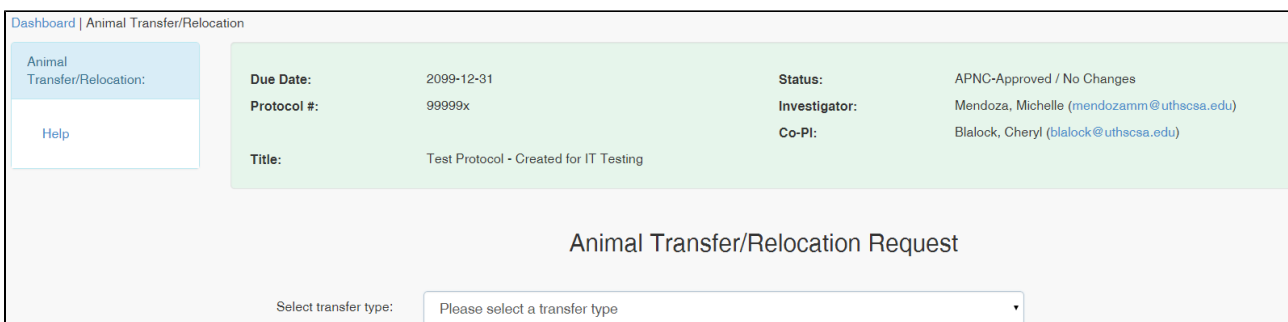 Dashboard | Animal Transfer/Relocation
Animal
Transfer/Relocation:
Help
Due Date: 2099-12-31 Status: APNC-Approved / No Changes
Protocol #: 99999x Investigator: Mendoza, Michelle (mendozamm@uthscsa.edu)
Co-PI: Blalock, Cheryl (blalock@uthscsa.edu)
Title: Test Protocol - Created for IT Testing
Animal Transfer/Relocation Request
Select transfer type: Please select a transfer type